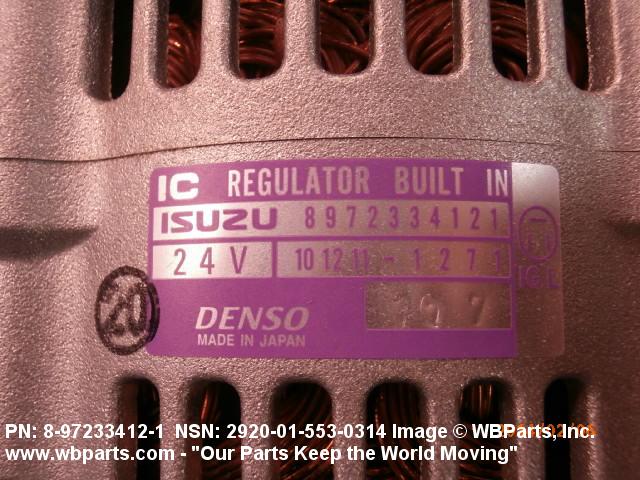 IC REGULATOR BUILT IN
ISUZU 8972334121
24V 101211-1271
IG L
20
DENSO
MADE IN JAPAN
PN: 8-97233412-1 NSN: 2920-01-553-0314 Image © WBParts, Inc.
www.wbparts.com - "Our Parts Keep the World Moving"